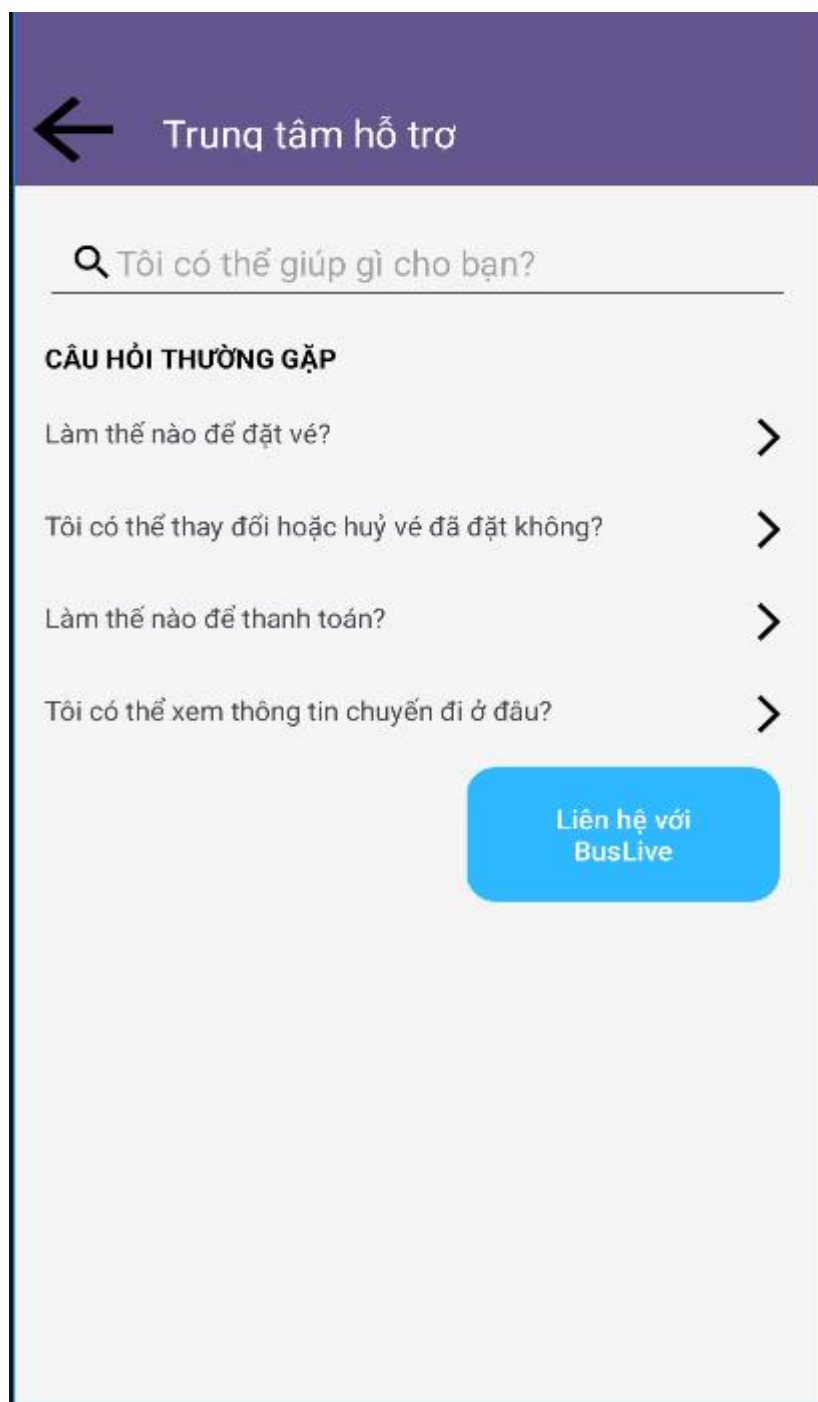 Trung tâm hỗ trợ
Tôi có thể giúp gì cho bạn?
CÂU HỎI THƯỜNG GẶP
Làm thế nào để đặt vé?
Tôi có thể thay đổi hoặc huỷ vé đã đặt không?
Làm thế nào để thanh toán?
Tôi có thể xem thông tin chuyến đi ở đâu?
Liên hệ với
BusLive